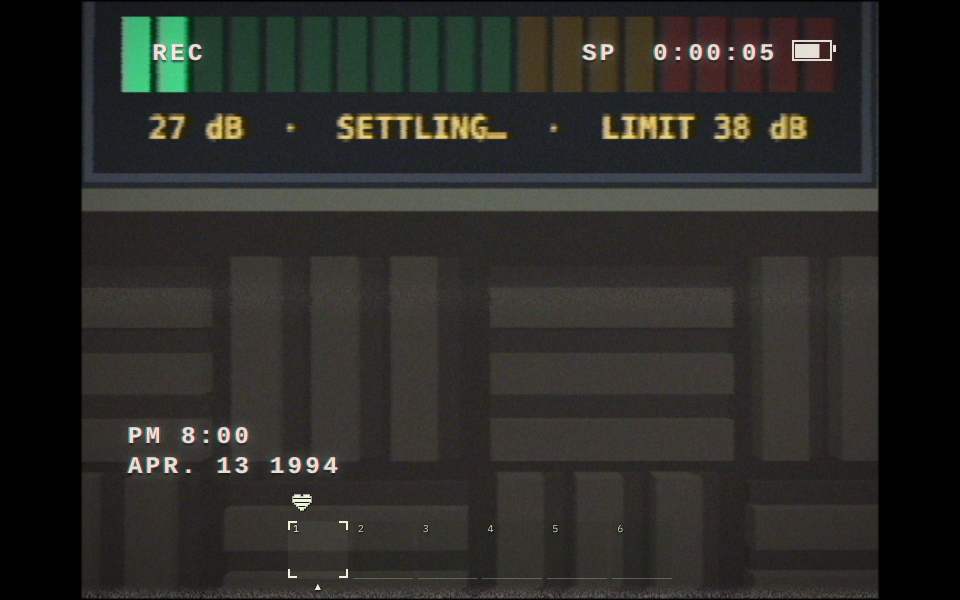 REC SP 0:00:05
27 dB · SETTLING… · LIMIT 38 dB
PM 8:00
APR. 13 1994
1 2 3 4 5 6